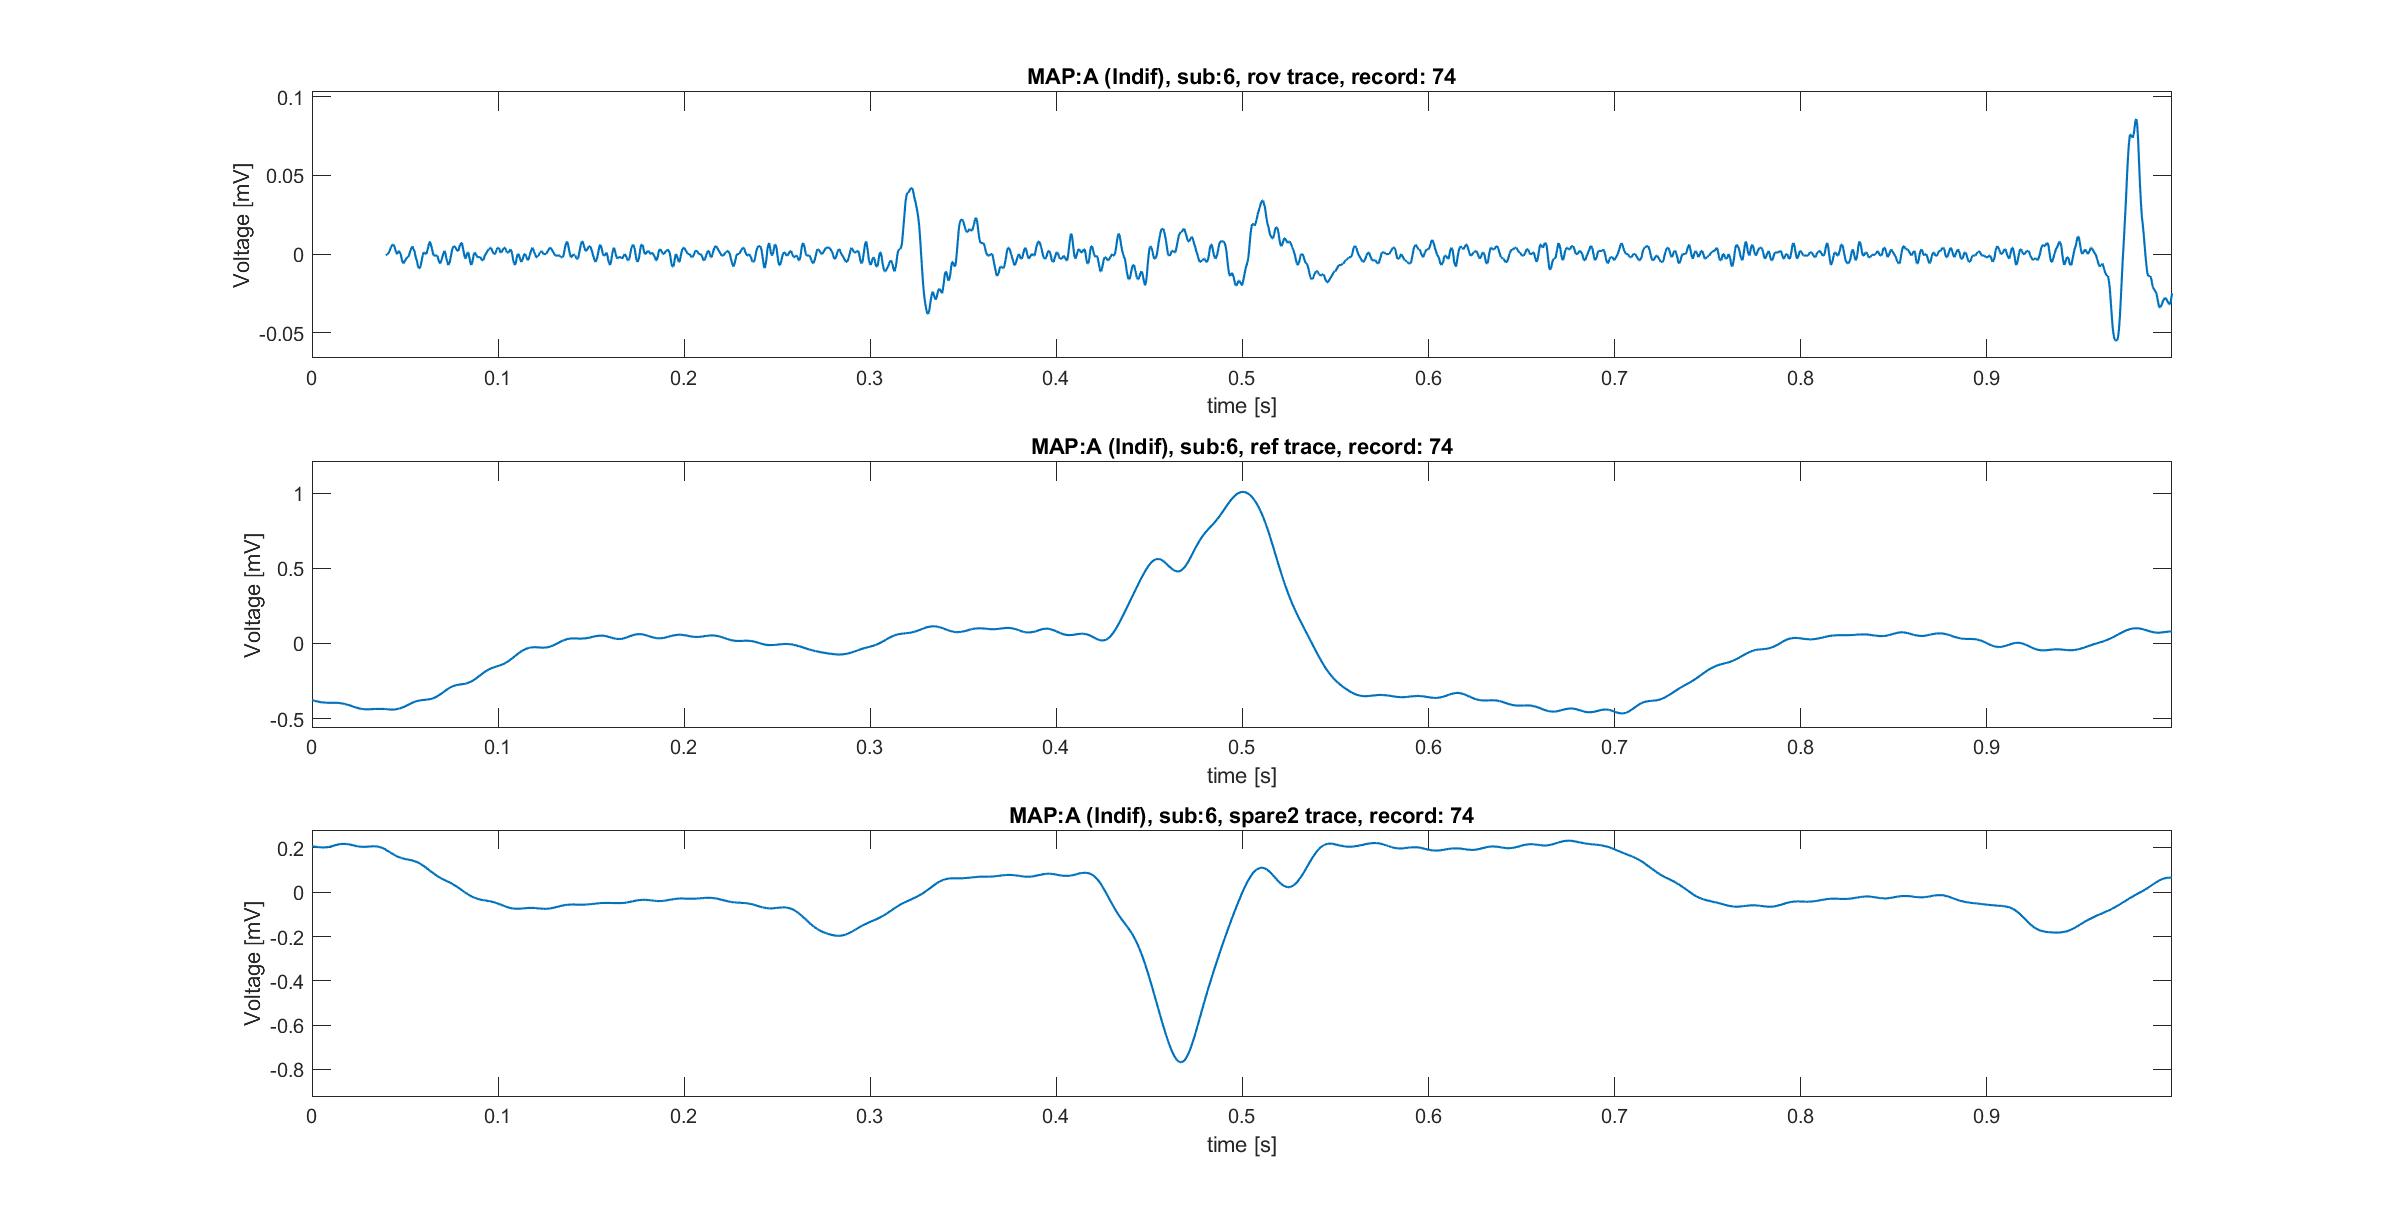 MAP:A (Indif), sub:6, rov trace, record: 74
Voltage [mV]
0.1
0.05
0
-0.05
0 0.1 0.2 0.3 0.4 0.5 0.6 0.7 0.8 0.9
time [s]
MAP:A (Indif), sub:6, ref trace, record: 74
Voltage [mV]
1
0.5
0
-0.5
0 0.1 0.2 0.3 0.4 0.5 0.6 0.7 0.8 0.9
time [s]
MAP:A (Indif), sub:6, spare2 trace, record: 74
Voltage [mV]
0.2
0
-0.2
-0.4
-0.6
-0.8
0 0.1 0.2 0.3 0.4 0.5 0.6 0.7 0.8 0.9
time [s]